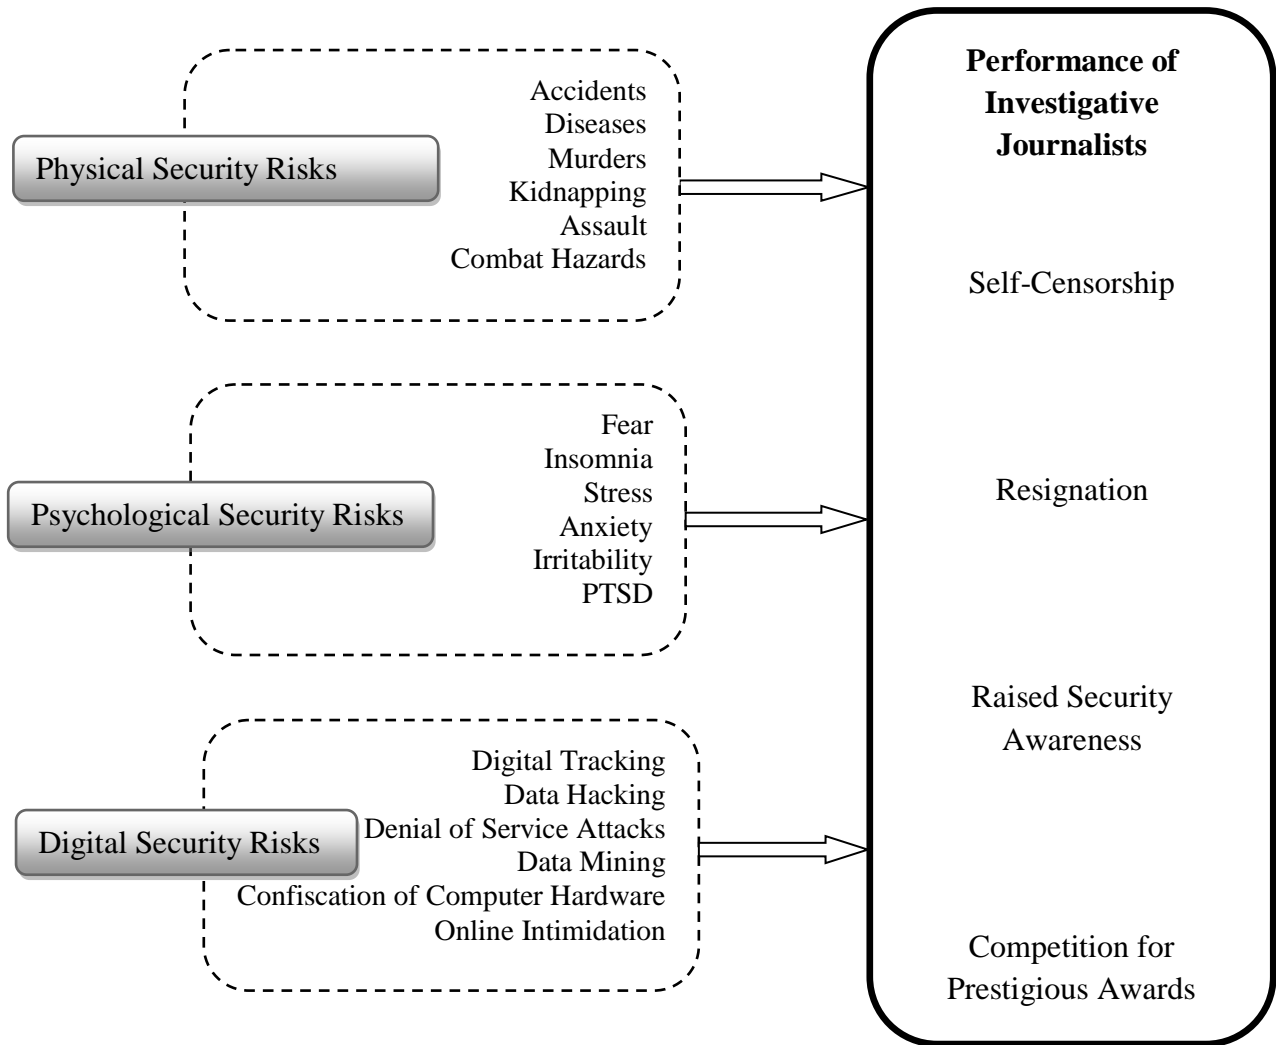 Physical Security Risks
Accidents
Diseases
Murders
Kidnapping
Assault
Combat Hazards
Psychological Security Risks
Fear
Insomnia
Stress
Anxiety
Irritability
PTSD
Digital Security Risks
Digital Tracking
Data Hacking
Denial of Service Attacks
Data Mining
Confiscation of Computer Hardware
Online Intimidation
Performance of
Investigative
Journalists
Self-Censorship
Resignation
Raised Security
Awareness
Competition for
Prestigious Awards